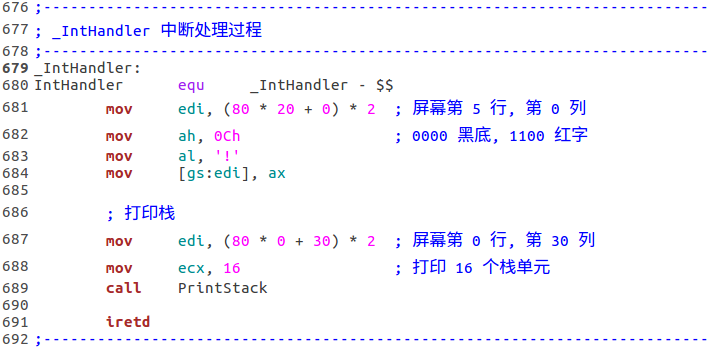 676 ;--------------------------------------------------------------------------
677 ; _IntHandler 中断处理过程
678 ;--------------------------------------------------------------------------
679 _IntHandler:
680 IntHandler      equ     _IntHandler - $$
681         mov     edi, (80 * 20 + 0) * 2  ; 屏幕第 5 行, 第 0 列
682         mov     ah, 0Ch                 ; 0000 黑底, 1100 红字
683         mov     al, '!'
684         mov     [gs:edi], ax
685
686         ; 打印栈
687         mov     edi, (80 * 0 + 30) * 2  ; 屏幕第 0 行, 第 30 列
688         mov     ecx, 16                 ; 打印 16 个栈单元
689         call    PrintStack
690
691         iretd
692 ;--------------------------------------------------------------------------